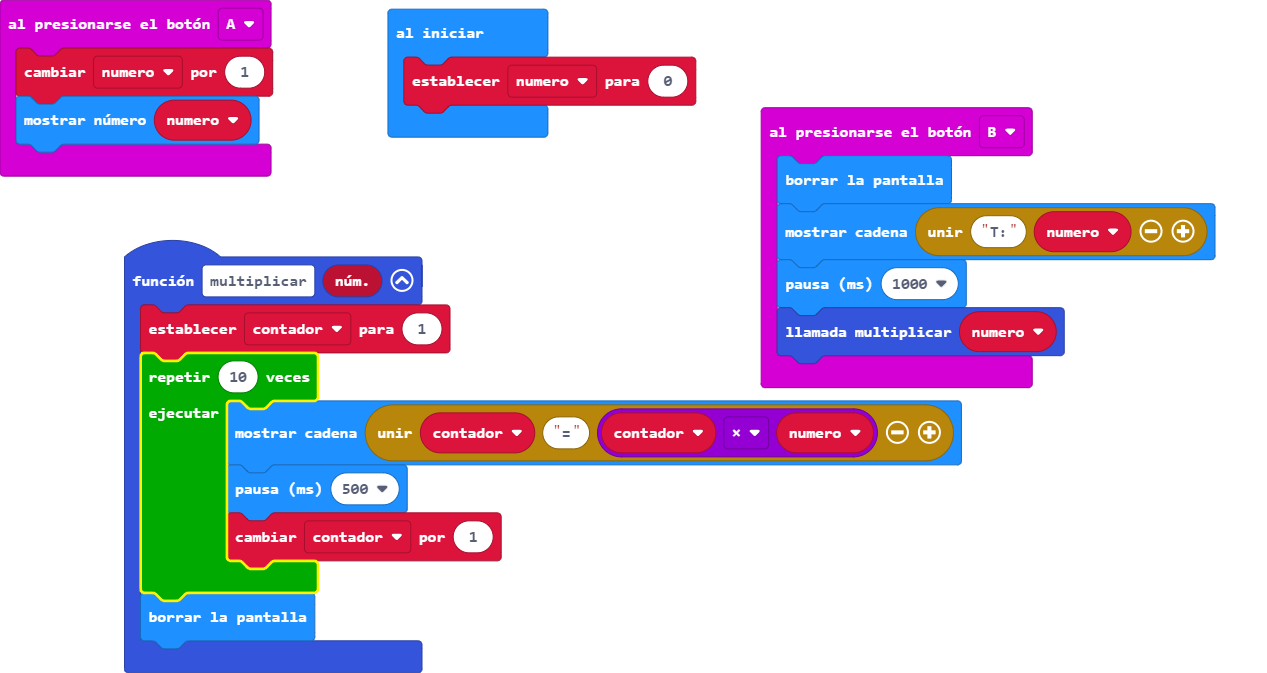 al presionarse el botón A
cambiar numero por 1
mostrar número numero
al iniciar
establecer numero para 0
al presionarse el botón B
borrar la pantalla
mostrar cadena unir "T:" numero
pausa (ms) 1000
llamada multiplicar numero
función multiplicar núm.
establecer contador para 1
repetir 10 veces
ejecutar
mostrar cadena unir contador "=" contador × numero
pausa (ms) 500
cambiar contador por 1
borrar la pantalla